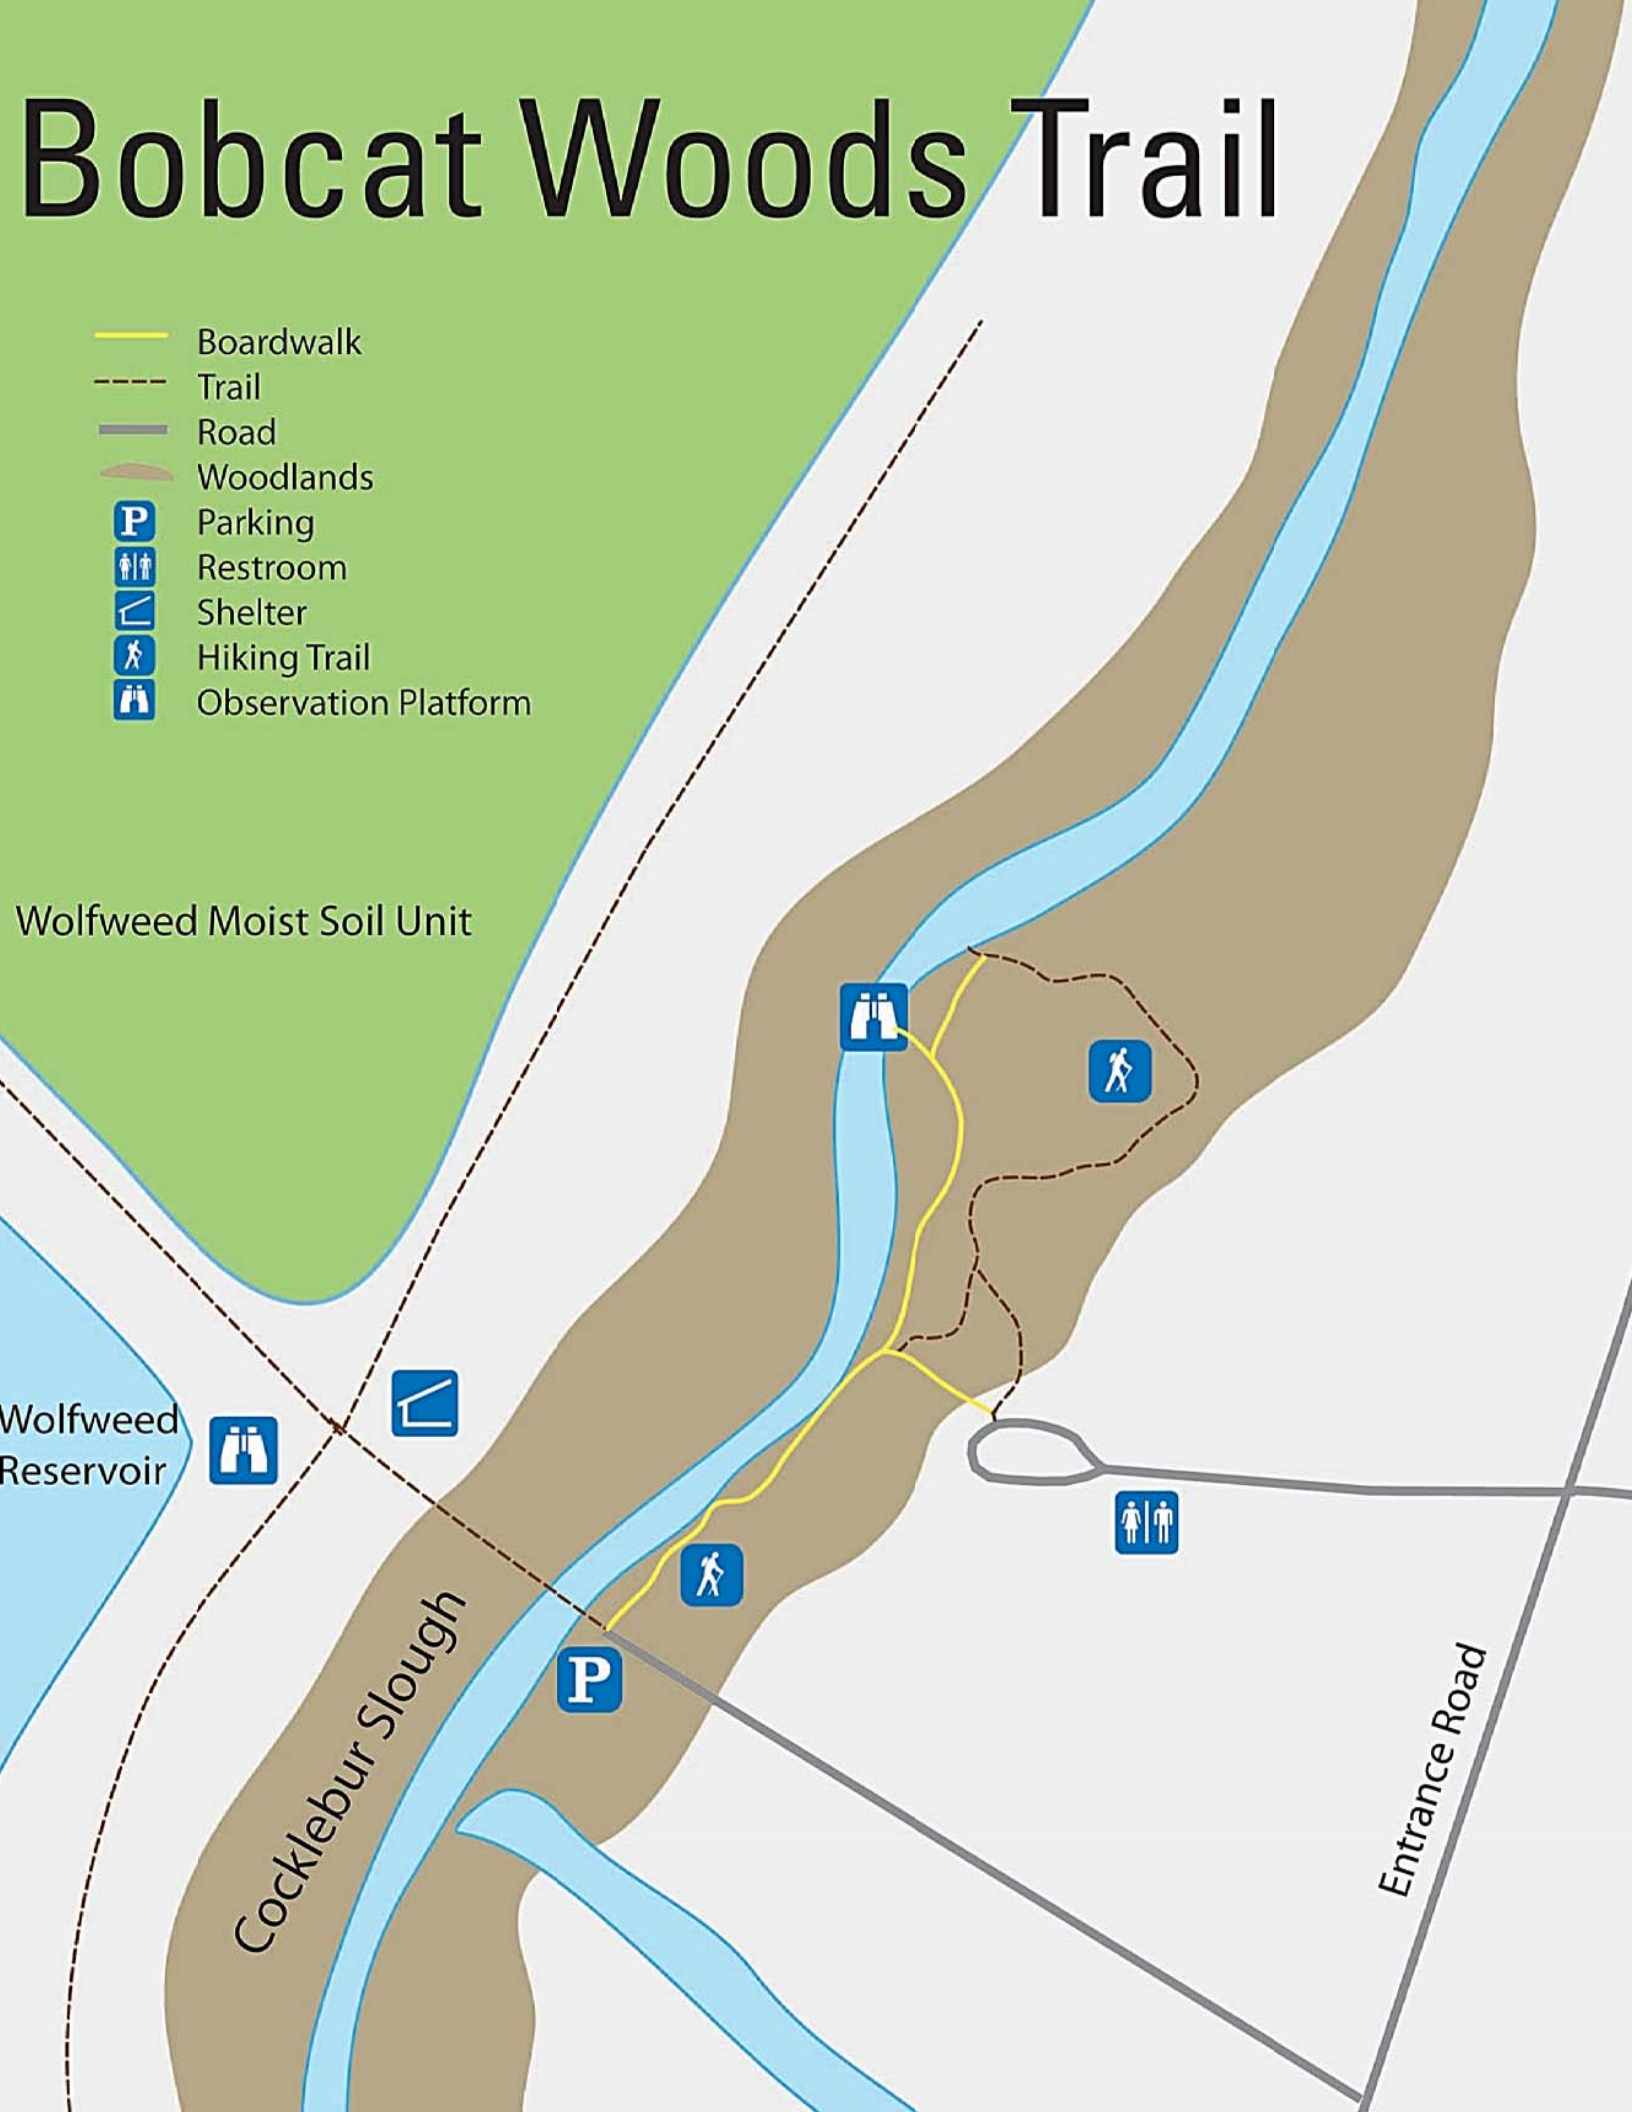 Bobcat Woods Trail
Boardwalk
Trail
Road
Woodlands
P Parking
Restroom
Shelter
Hiking Trail
Observation Platform
Wolfweed Moist Soil Unit
Wolfweed
Reservoir
P
Cocklebur Slough
Entrance Road